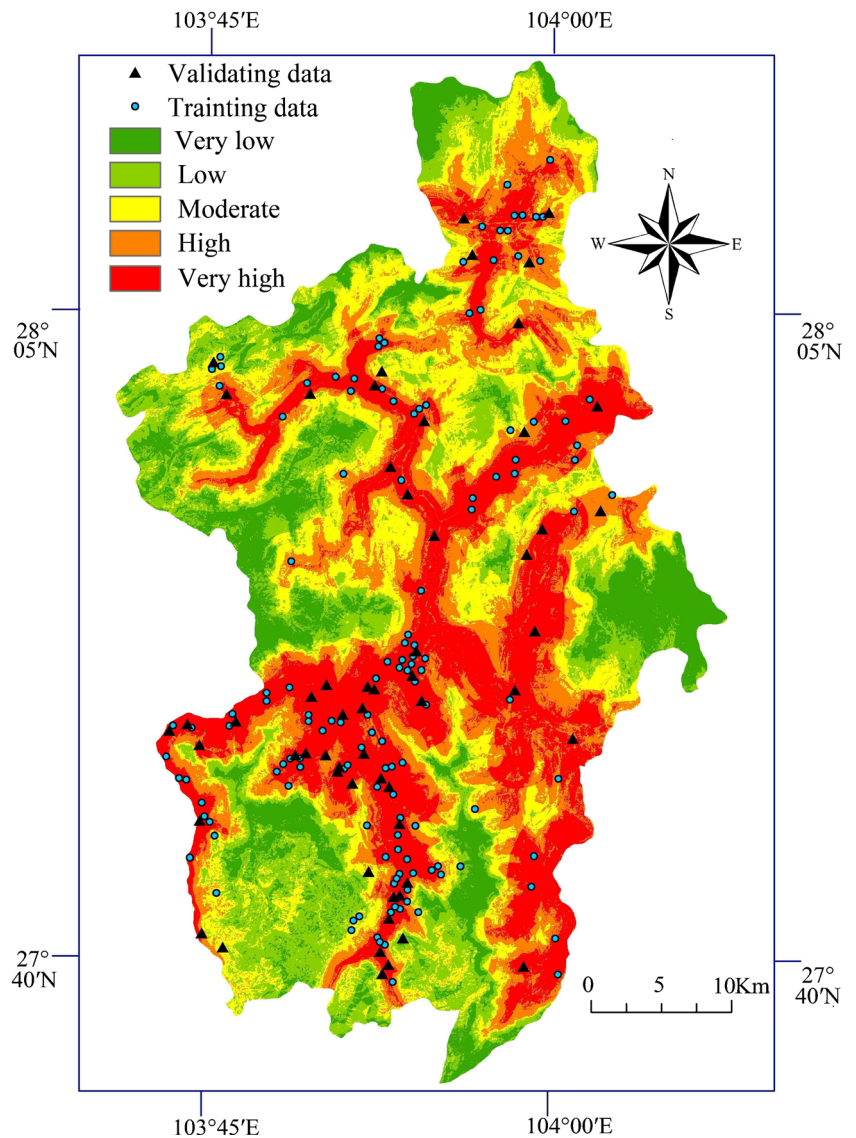 103°45′E 104°00′E
Validating data
Trainting data
Very low
Low
Moderate
High
Very high
N
W E
S
28°
05′N
28°
05′N
27°
40′N
27°
40′N
0 5 10Km
103°45′E 104°00′E